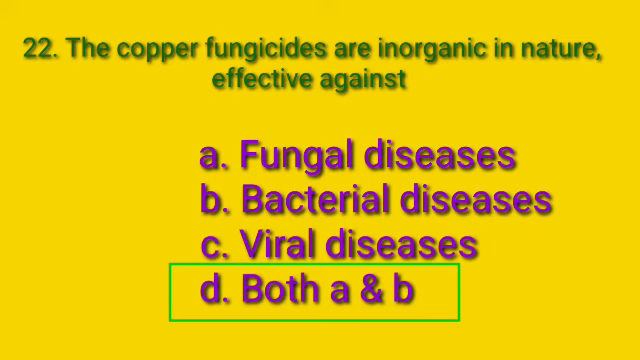 22. The copper fungicides are inorganic in nature,
effective against
a. Fungal diseases
b. Bacterial diseases
c. Viral diseases
d. Both a & b